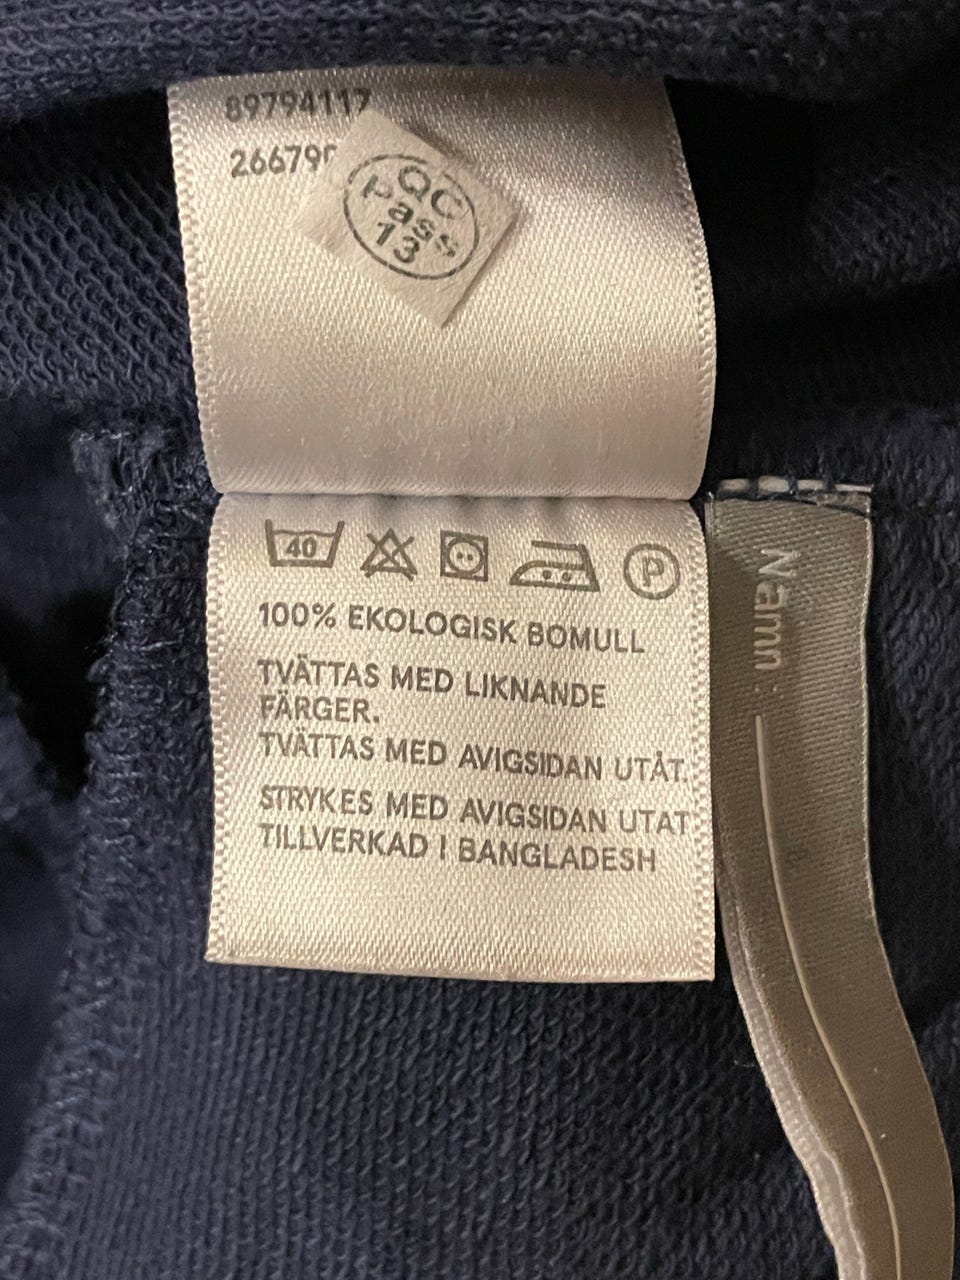 89794117
QC
Pass
13
40
P
100% EKOLOGISK BOMULL
TVÄTTAS MED LIKNANDE
FÄRGER.
TVÄTTAS MED AVIGSIDAN UTÅT.
STRYKES MED AVIGSIDAN UTAT
TILLVERKAD I BANGLADESH
Namn: